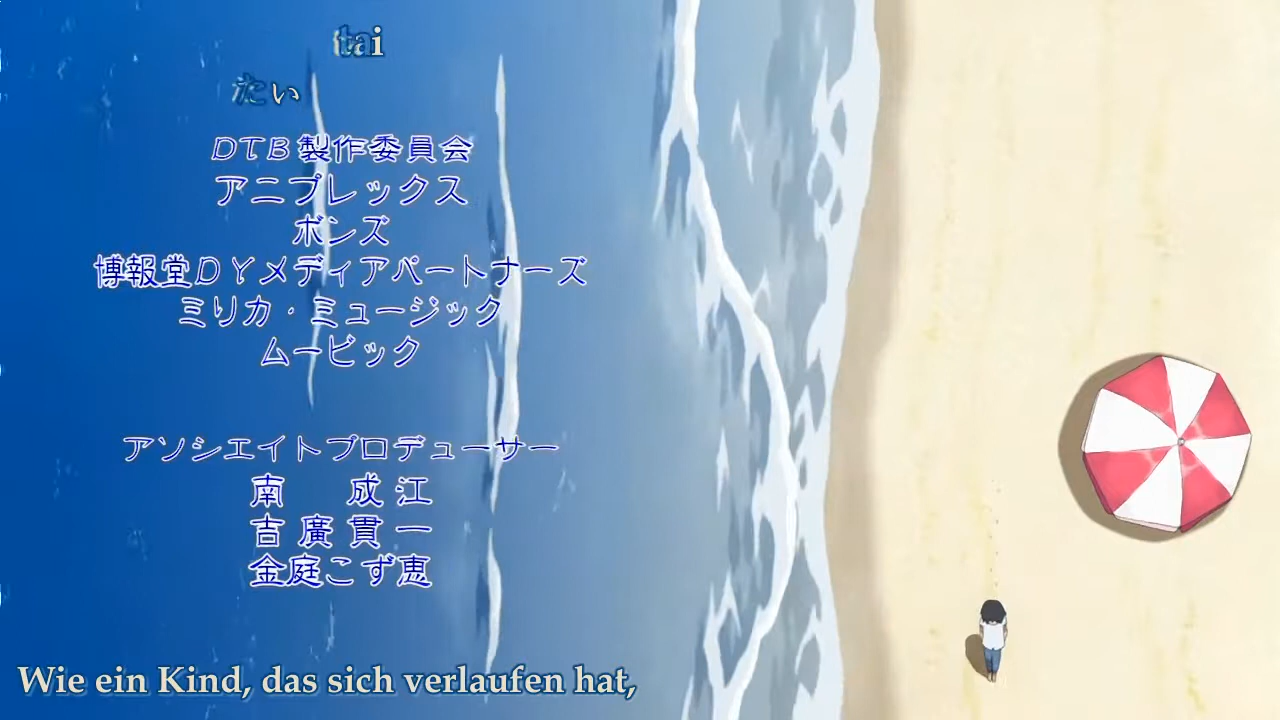 tai
たい
DTB製作委員会
アニプレックス
ボンズ
博報堂DYメディアパートナーズ
ミリカ・ミュージック
ムービック
アソシエイトプロデューサー
南　成江
吉廣貫一
金庭こず恵
Wie ein Kind, das sich verlaufen hat,